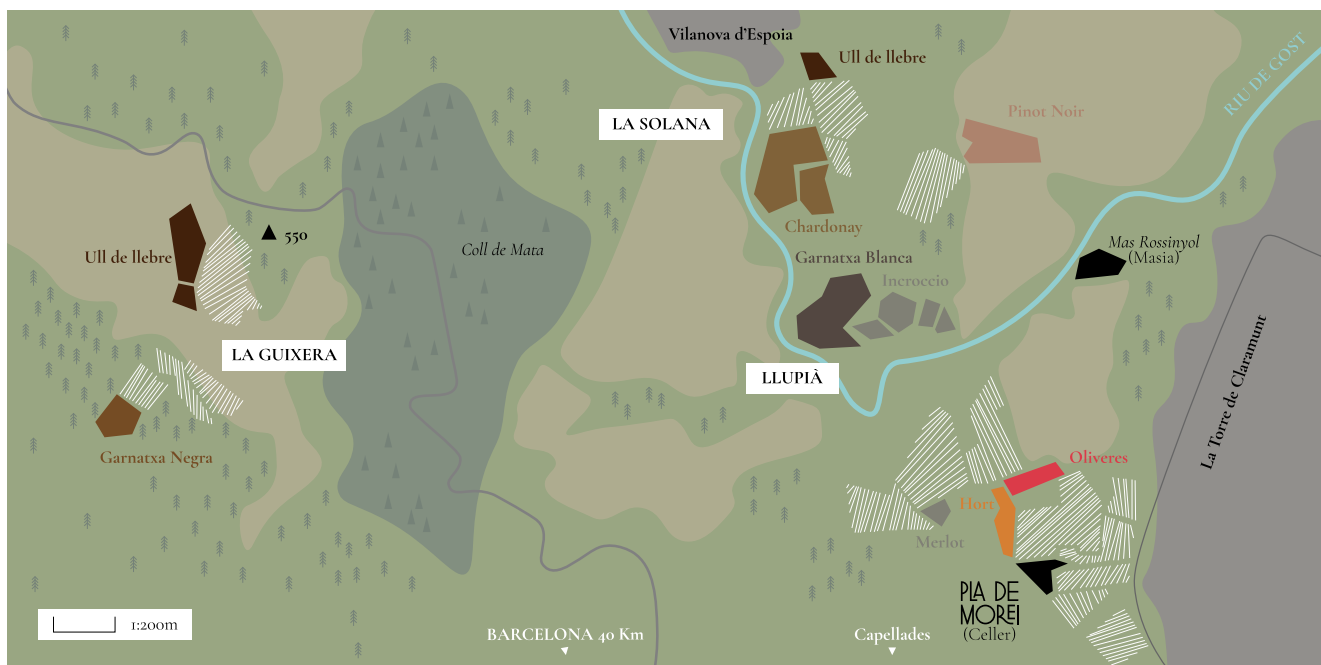 Vilanova d'Espoia
Ull de llebre
RIU DE GOST
LA SOLANA
Pinot Noir
Chardonay
550
Ull de llebre
Coll de Mata
Garnatxa Blanca
Incroccio
Mas Rossinyol
(Masia)
LA GUIXERA
LLUPIÀ
La Torre de Claramunt
Garnatxa Negra
Oliveres
Hort
Merlot
PLA DE
MOREI
(Celler)
1:200m
BARCELONA 40 Km
Capellades